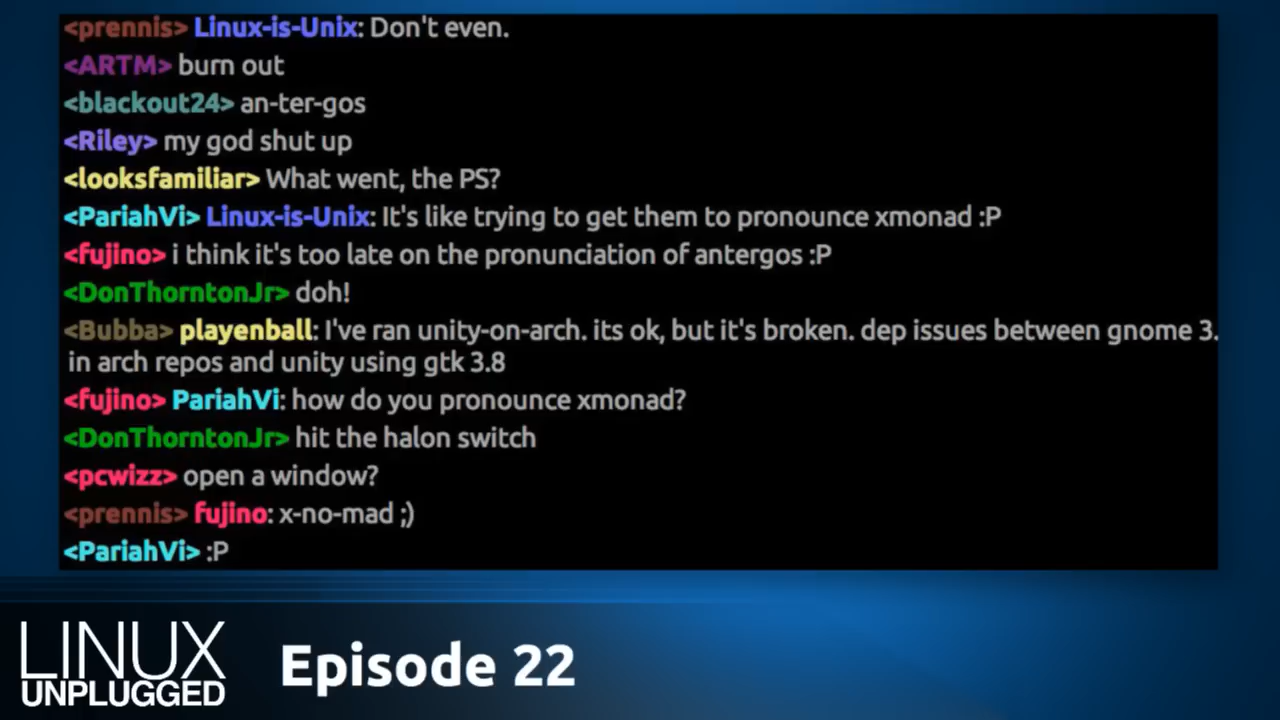 <prennis> Linux-is-Unix: Don't even.
<ARTM> burn out
<blackout24> an-ter-gos
<Riley> my god shut up
<looksfamiliar> What went, the PS?
<PariahVi> Linux-is-Unix: It's like trying to get them to pronounce xmonad :P
<fujino> i think it's too late on the pronunciation of antergos :P
<DonThorntonJr> doh!
<Bubba> playenball: I've ran unity-on-arch. its ok, but it's broken. dep issues between gnome 3.
in arch repos and unity using gtk 3.8
<fujino> PariahVi: how do you pronounce xmonad?
<DonThorntonJr> hit the halon switch
<pcwizz> open a window?
<prennis> fujino: x-no-mad ;)
<PariahVi> :P
LINUX
UNPLUGGED
Episode 22